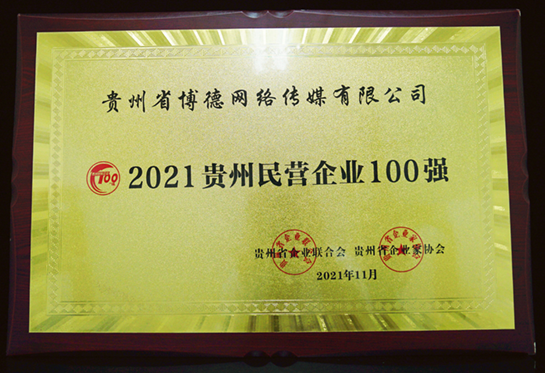 贵州省博德网络传媒有限公司
100 2021贵州民营企业100强
贵州省企业联合会 贵州省企业家协会
2021年11月